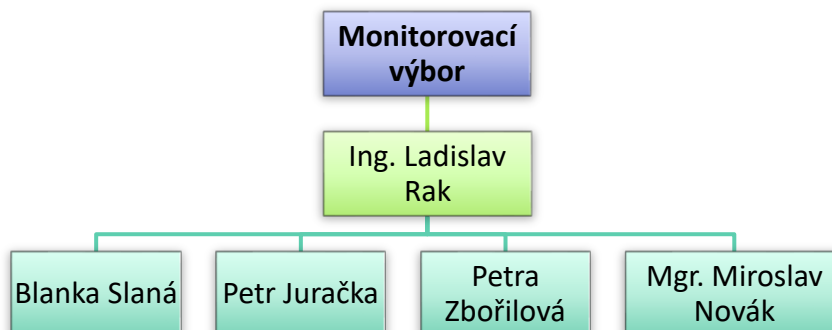 Monitorovací
výbor
Ing. Ladislav
Rak
Blanka Slaná
Petr Juračka
Petra
Zbořilová
Mgr. Miroslav
Novák